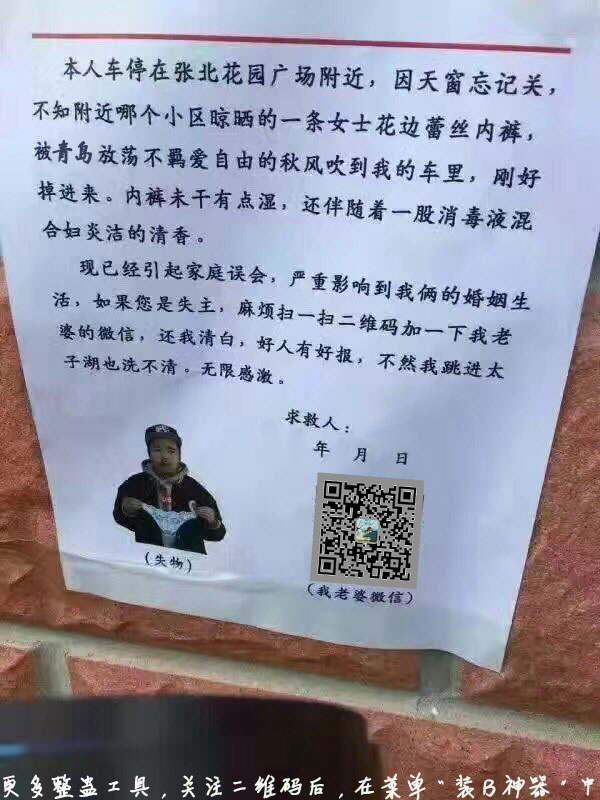 本人车停在张北花园广场附近，因天窗忘记关，
不知附近哪个小区晾晒的一条女士花边蕾丝内裤，
被青岛放荡不羁爱自由的秋风吹到我的车里，刚好
掉进来。内裤未干有点湿，还伴随着一股消毒液混
合妇炎洁的清香。
现已经引起家庭误会，严重影响到我俩的婚姻生
活，如果您是失主，麻烦扫一扫二维码加一下我老
婆的微信，还我清白，好人有好报，不然我跳进太
子湖也洗不清。无限感激。
求救人：
年 月 日
(失物)
(我老婆微信)
更多整蛊工具，关注二维码后，在菜单“装B神器”中